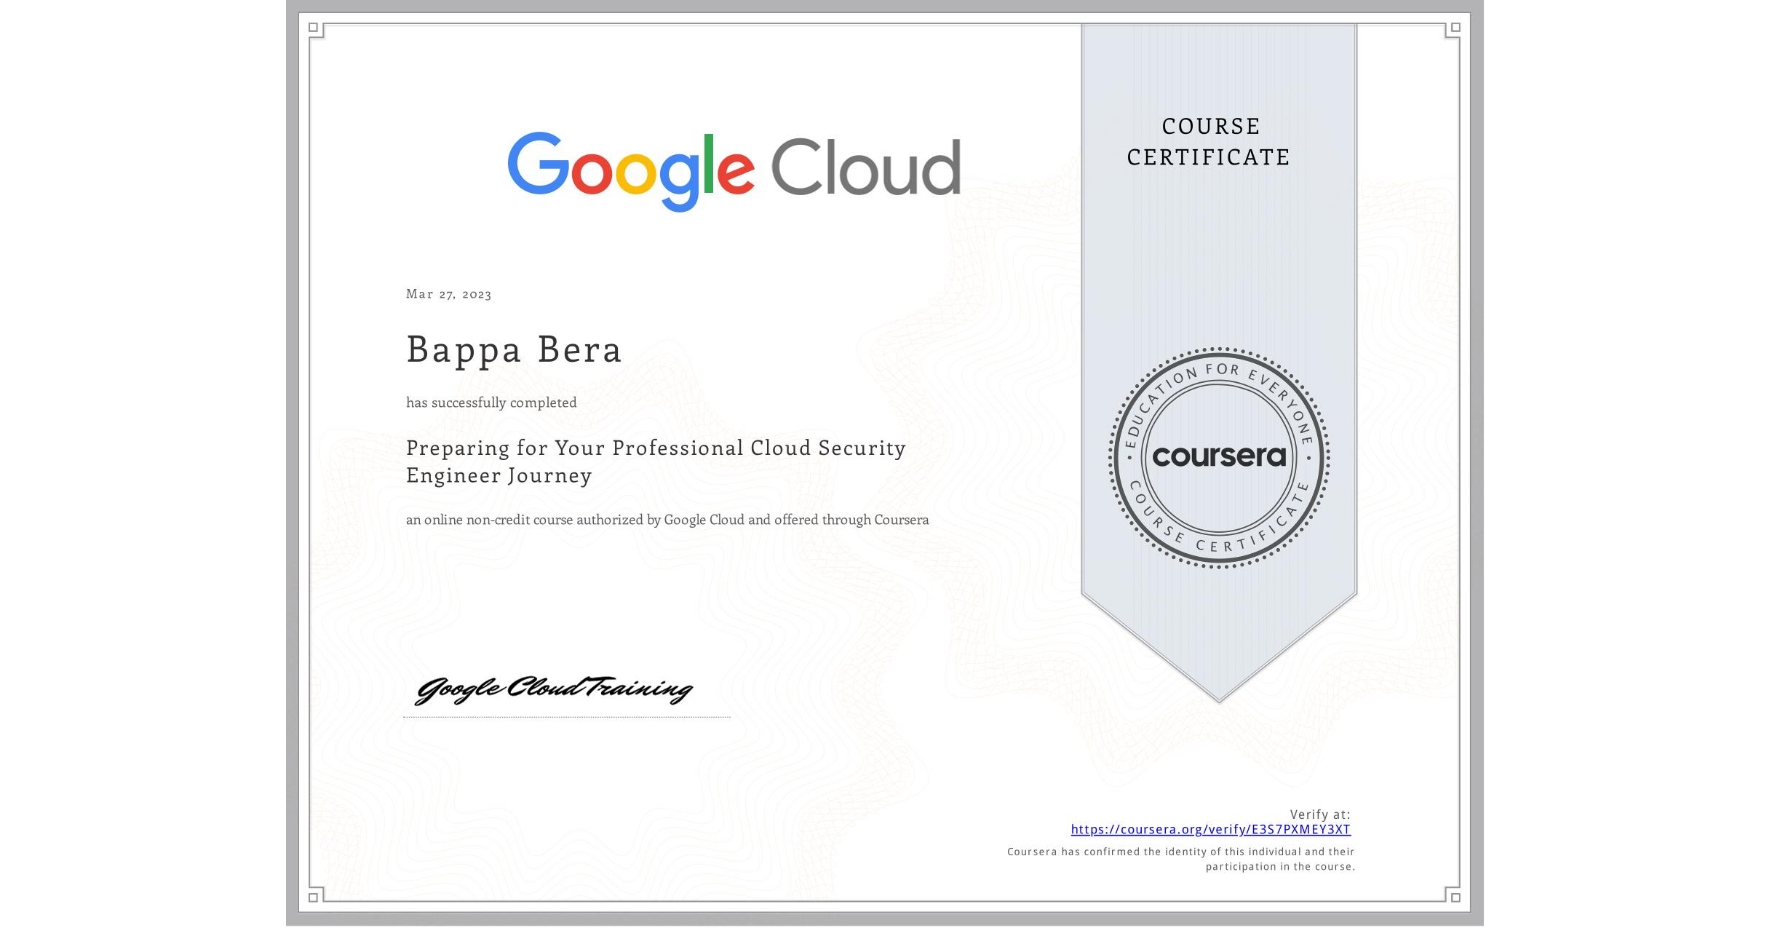 Google Cloud
COURSE
CERTIFICATE
Mar 27, 2023
Bappa Bera
has successfully completed
Preparing for Your Professional Cloud Security
Engineer Journey
an online non-credit course authorized by Google Cloud and offered through Coursera
EDUCATION FOR EVERYONE
coursera
COURSE CERTIFICATE
Google Cloud Training
Verify at:
https://coursera.org/verify/E3S7PXMEY3XT
Coursera has confirmed the identity of this individual and their
participation in the course.